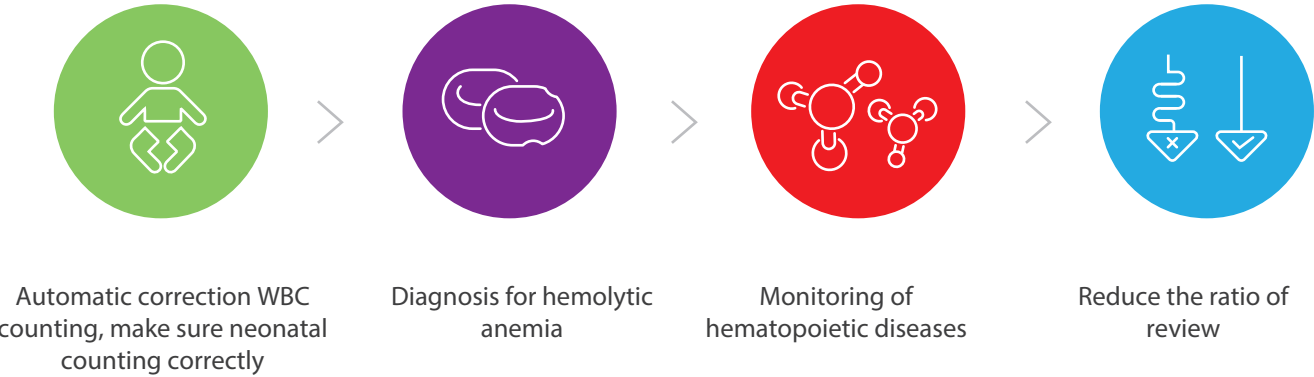 Automatic correction WBC
counting, make sure neonatal
counting correctly
Diagnosis for hemolytic
anemia
Monitoring of
hematopoietic diseases
Reduce the ratio of
review